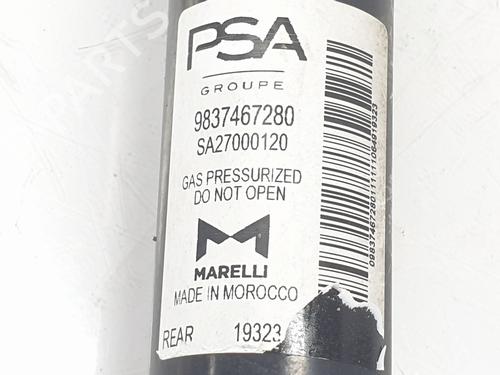 PSA
GROUPE
9837467280
SA27000120
GAS PRESSURIZED
DO NOT OPEN
MARELLI
MADE IN MOROCCO
REAR 19323